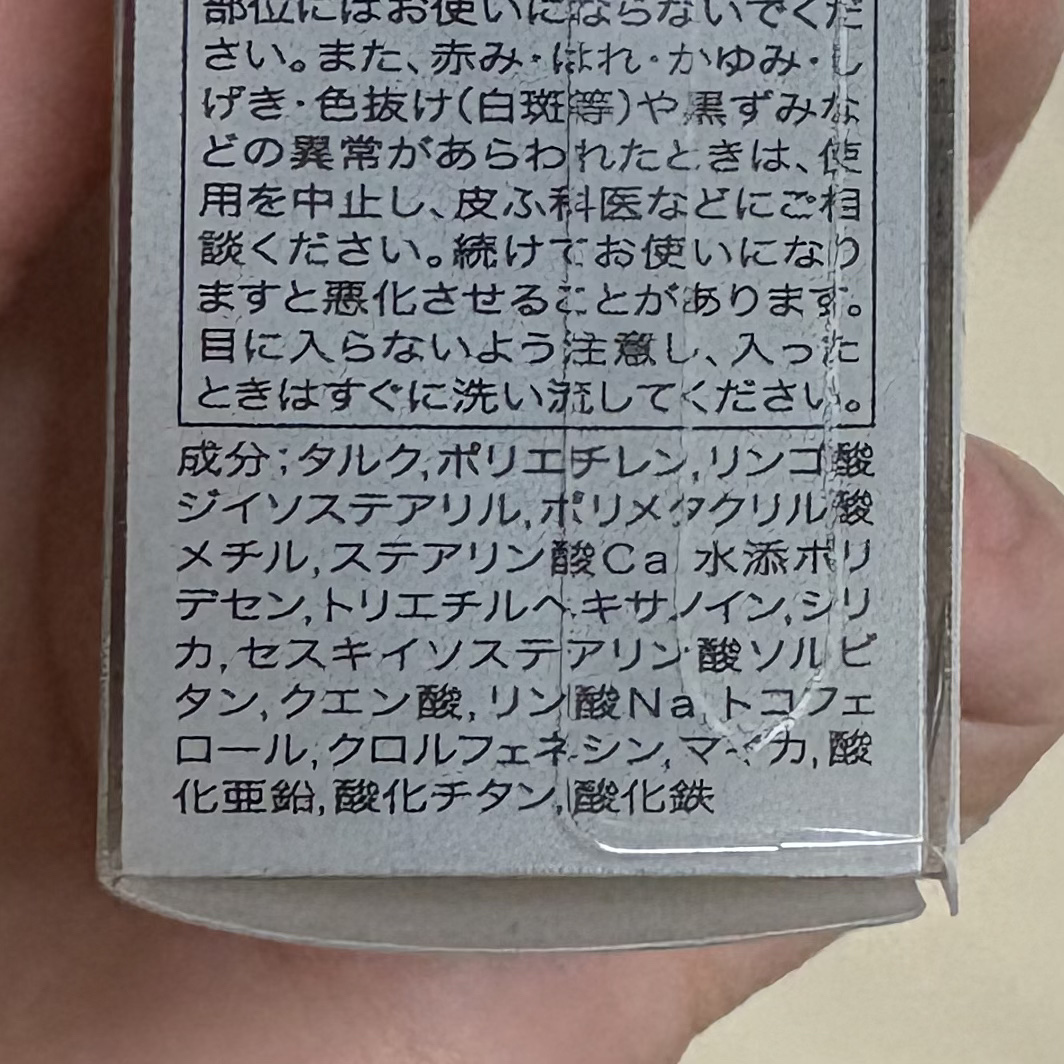 部位にはお使いにならないでくだ
さい。また、赤み・はれ・かゆみ・し
げき・色抜け(白斑等)や黒ずみな
どの異常があらわれたときは、使
用を中止し、皮ふ科医などにご相
談ください。続けてお使いになり
ますと悪化させることがあります。
目に入らないよう注意し、入った
ときはすぐに洗い流してください。
成分;タルク,ポリエチレン,リンゴ酸
ジイソステアリル,ポリメタクリル酸
メチル,ステアリン酸Ca 水添ポリ
デセン,トリエチルヘキサノイン,シリ
カ,セスキイソステアリン酸ソルビ
タン,クエン酸,リン酸Na,トコフェ
ロール,クロルフェネシン,マイカ,酸
化亜鉛,酸化チタン,酸化鉄